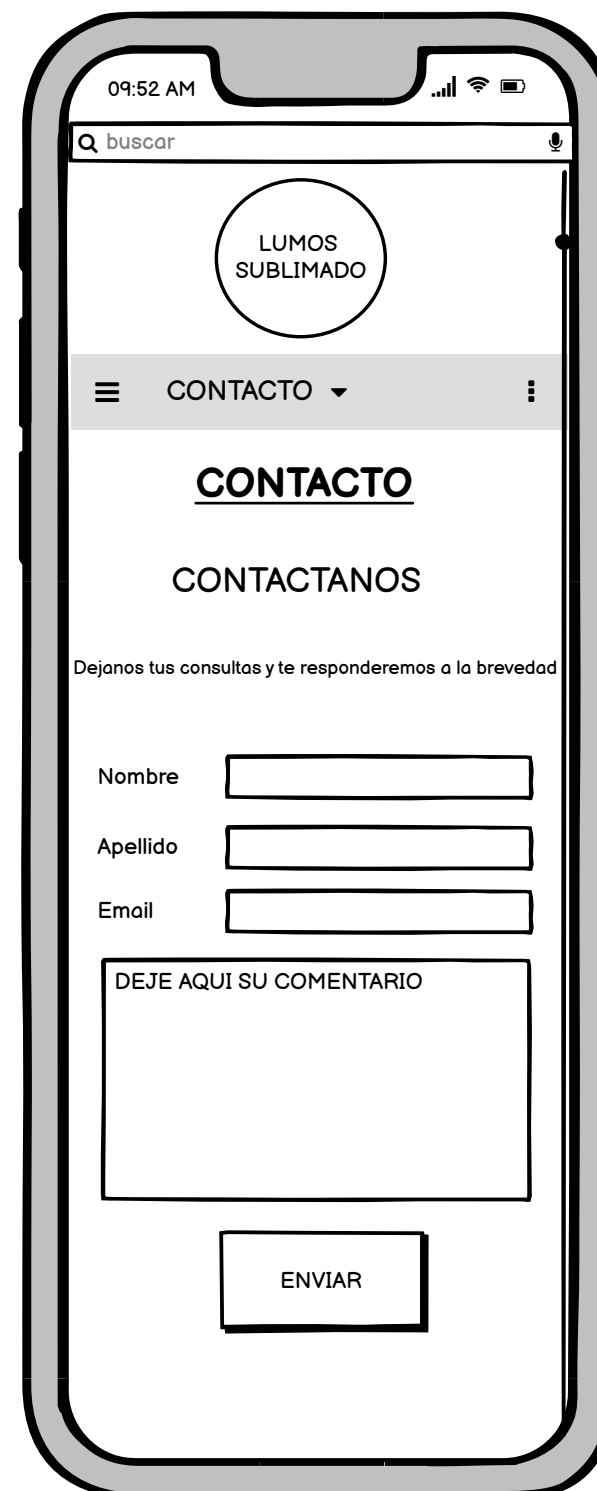 09:52 AM
buscar
LUMOS
SUBLIMADO
CONTACTO
CONTACTO
CONTACTANOS
Dejanos tus consultas y te responderemos a la brevedad
Nombre
Apellido
Email
DEJE AQUI SU COMENTARIO
ENVIAR